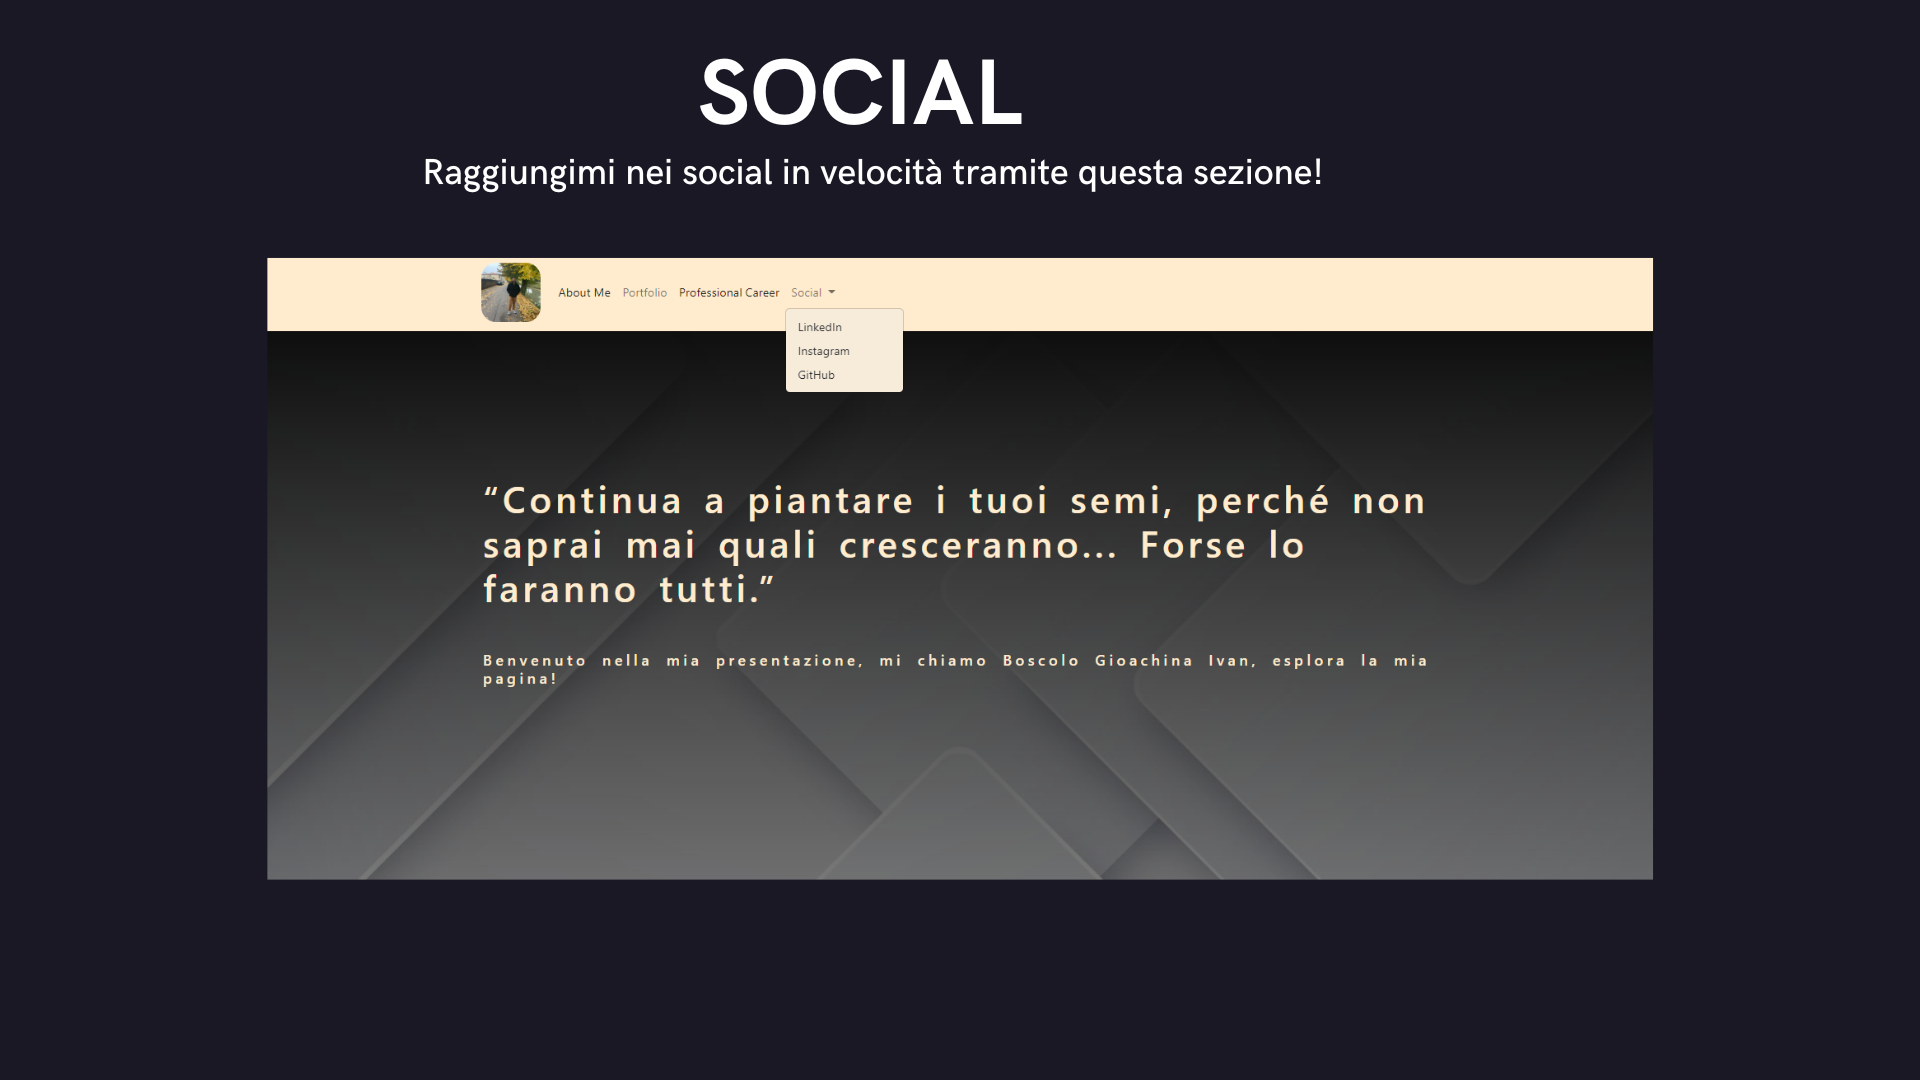 SOCIAL
Raggiungimi nei social in velocità tramite questa sezione!
About Me Portfolio Professional Career Social
LinkedIn
Instagram
GitHub
“Continua a piantare i tuoi semi, perché non
saprai mai quali cresceranno... Forse lo
faranno tutti.”
Benvenuto nella mia presentazione, mi chiamo Boscolo Gioachina Ivan, esplora la mia
pagina!